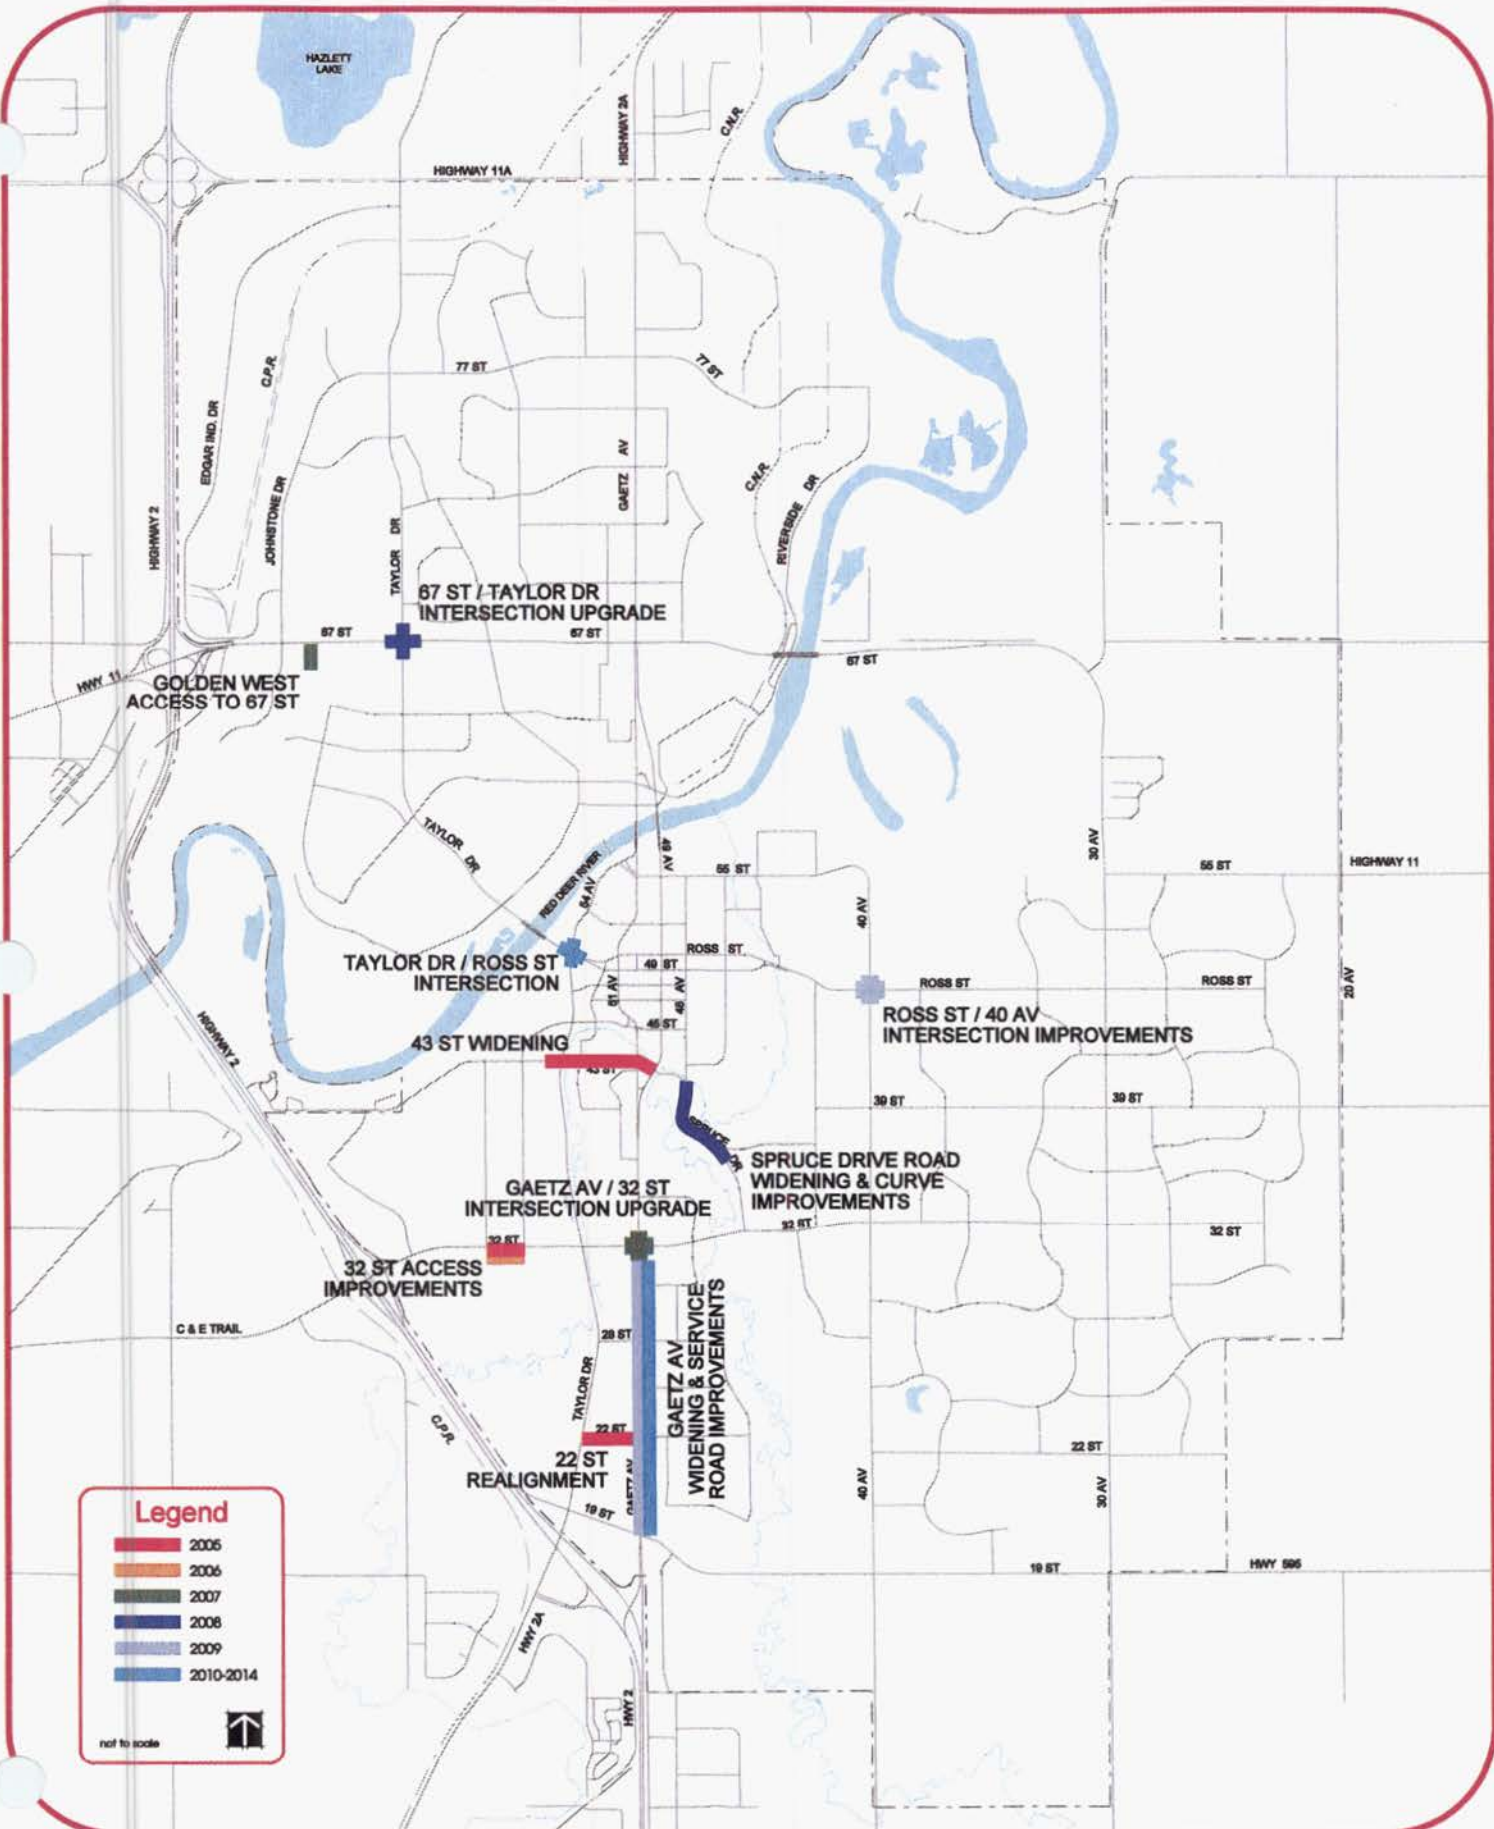 HAZLETT
LAKE
HIGHWAY 2A
C.N.R.
HIGHWAY 11A
77 ST
77 ST
C.P.R.
EDGAR IND. DR
GAETZ AV
C.N.R.
RIVERSIDE DR
JOHNSTONE DR
HIGHWAY 2
TAYLOR DR
67 ST / TAYLOR DR
INTERSECTION UPGRADE
67 ST
67 ST
67 ST
HWY 11
GOLDEN WEST
ACCESS TO 67 ST
TAYLOR DR
49 AV
30 AV
RED DEER RIVER
54 AV
55 ST
55 ST
HIGHWAY 11
40 AV
TAYLOR DR / ROSS ST
INTERSECTION
ROSS ST
49 ST
51 AV
48 AV
45 ST
ROSS ST
ROSS ST
20 AV
ROSS ST / 40 AV
INTERSECTION IMPROVEMENTS
HIGHWAY 2
43 ST WIDENING
43 ST
39 ST
39 ST
SPRUCE DR
SPRUCE DRIVE ROAD
WIDENING & CURVE
IMPROVEMENTS
GAETZ AV / 32 ST
INTERSECTION UPGRADE
32 ST
32 ST
32 ST
32 ST ACCESS
IMPROVEMENTS
C & E TRAIL
28 ST
GAETZ AV
WIDENING & SERVICE
ROAD IMPROVEMENTS
TAYLOR DR
C.P.R.
22 ST
22 ST
REALIGNMENT
GAETZ AV
22 ST
40 AV
30 AV
19 ST
19 ST
HWY 595
HWY 2A
HWY 2
Legend
2005
2006
2007
2008
2009
2010-2014
not to scale